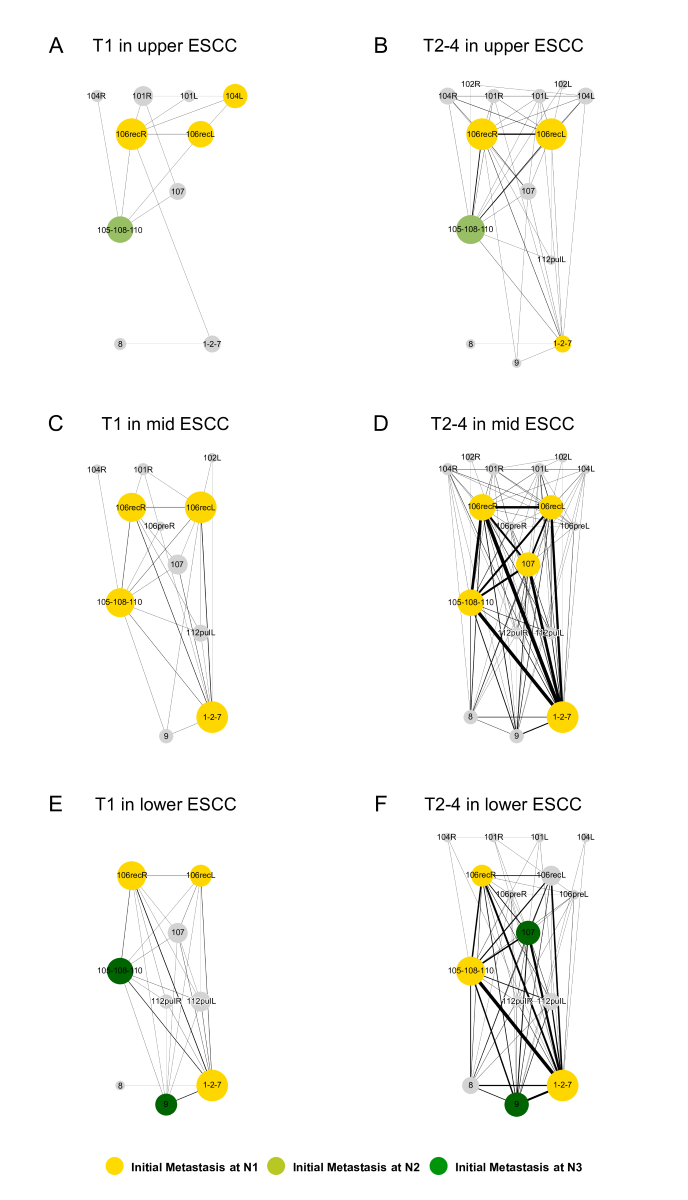 A T1 in upper ESCC
B T2-4 in upper ESCC
104R 101R 101L 104L
106recR 106recL
107
105-108-110
8 1-2-7
102R 102L
104R 101R 101L 104L
106recR 106recL
107
105-108-110
112pulL
8 1-2-7
9
C T1 in mid ESCC
D T2-4 in mid ESCC
102L
104R 101R
106recR 106recL
106preR
107
105-108-110
112pulL
1-2-7
9
102R 102L
104R 101R 101L 104L
106recR 106recL
106preR 106preL
107
105-108-110
112pulR 112pulL
8 1-2-7
9
E T1 in lower ESCC
F T2-4 in lower ESCC
106recR 106recL
107
105-108-110
112pulR 112pulL
8 1-2-7
9
104R 101R 101L 104L
106recR 106recL
106preR 106preL
107
105-108-110
112pulR 112pulL
8 1-2-7
9
Initial Metastasis at N1 Initial Metastasis at N2 Initial Metastasis at N3